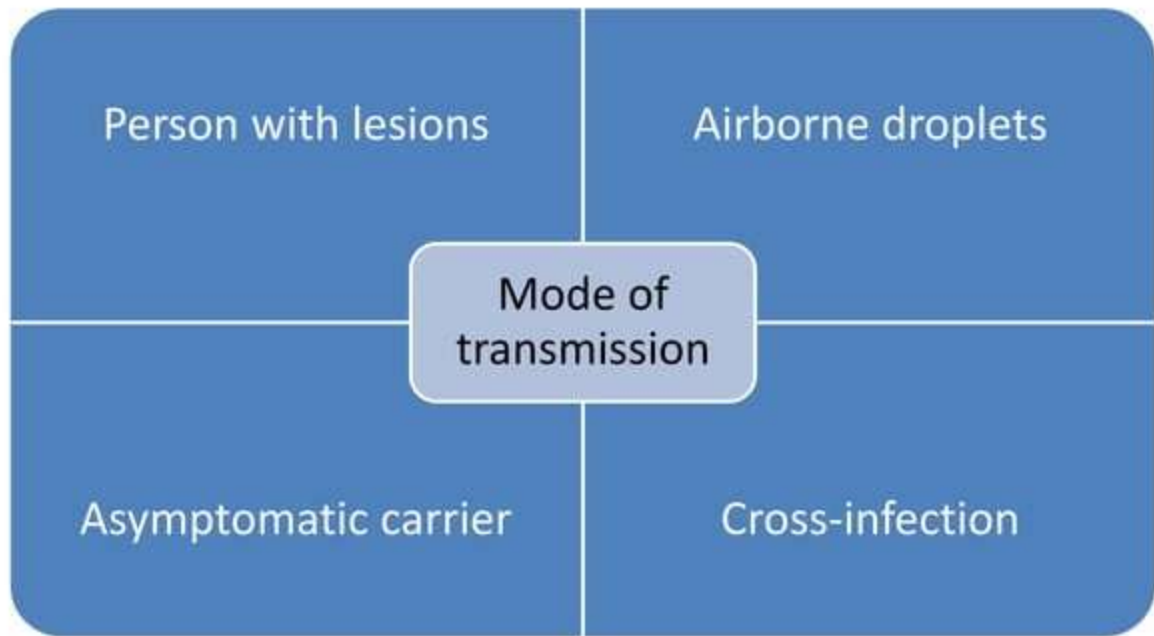 Person with lesions
Airborne droplets
Mode of
transmission
Asymptomatic carrier
Cross-infection